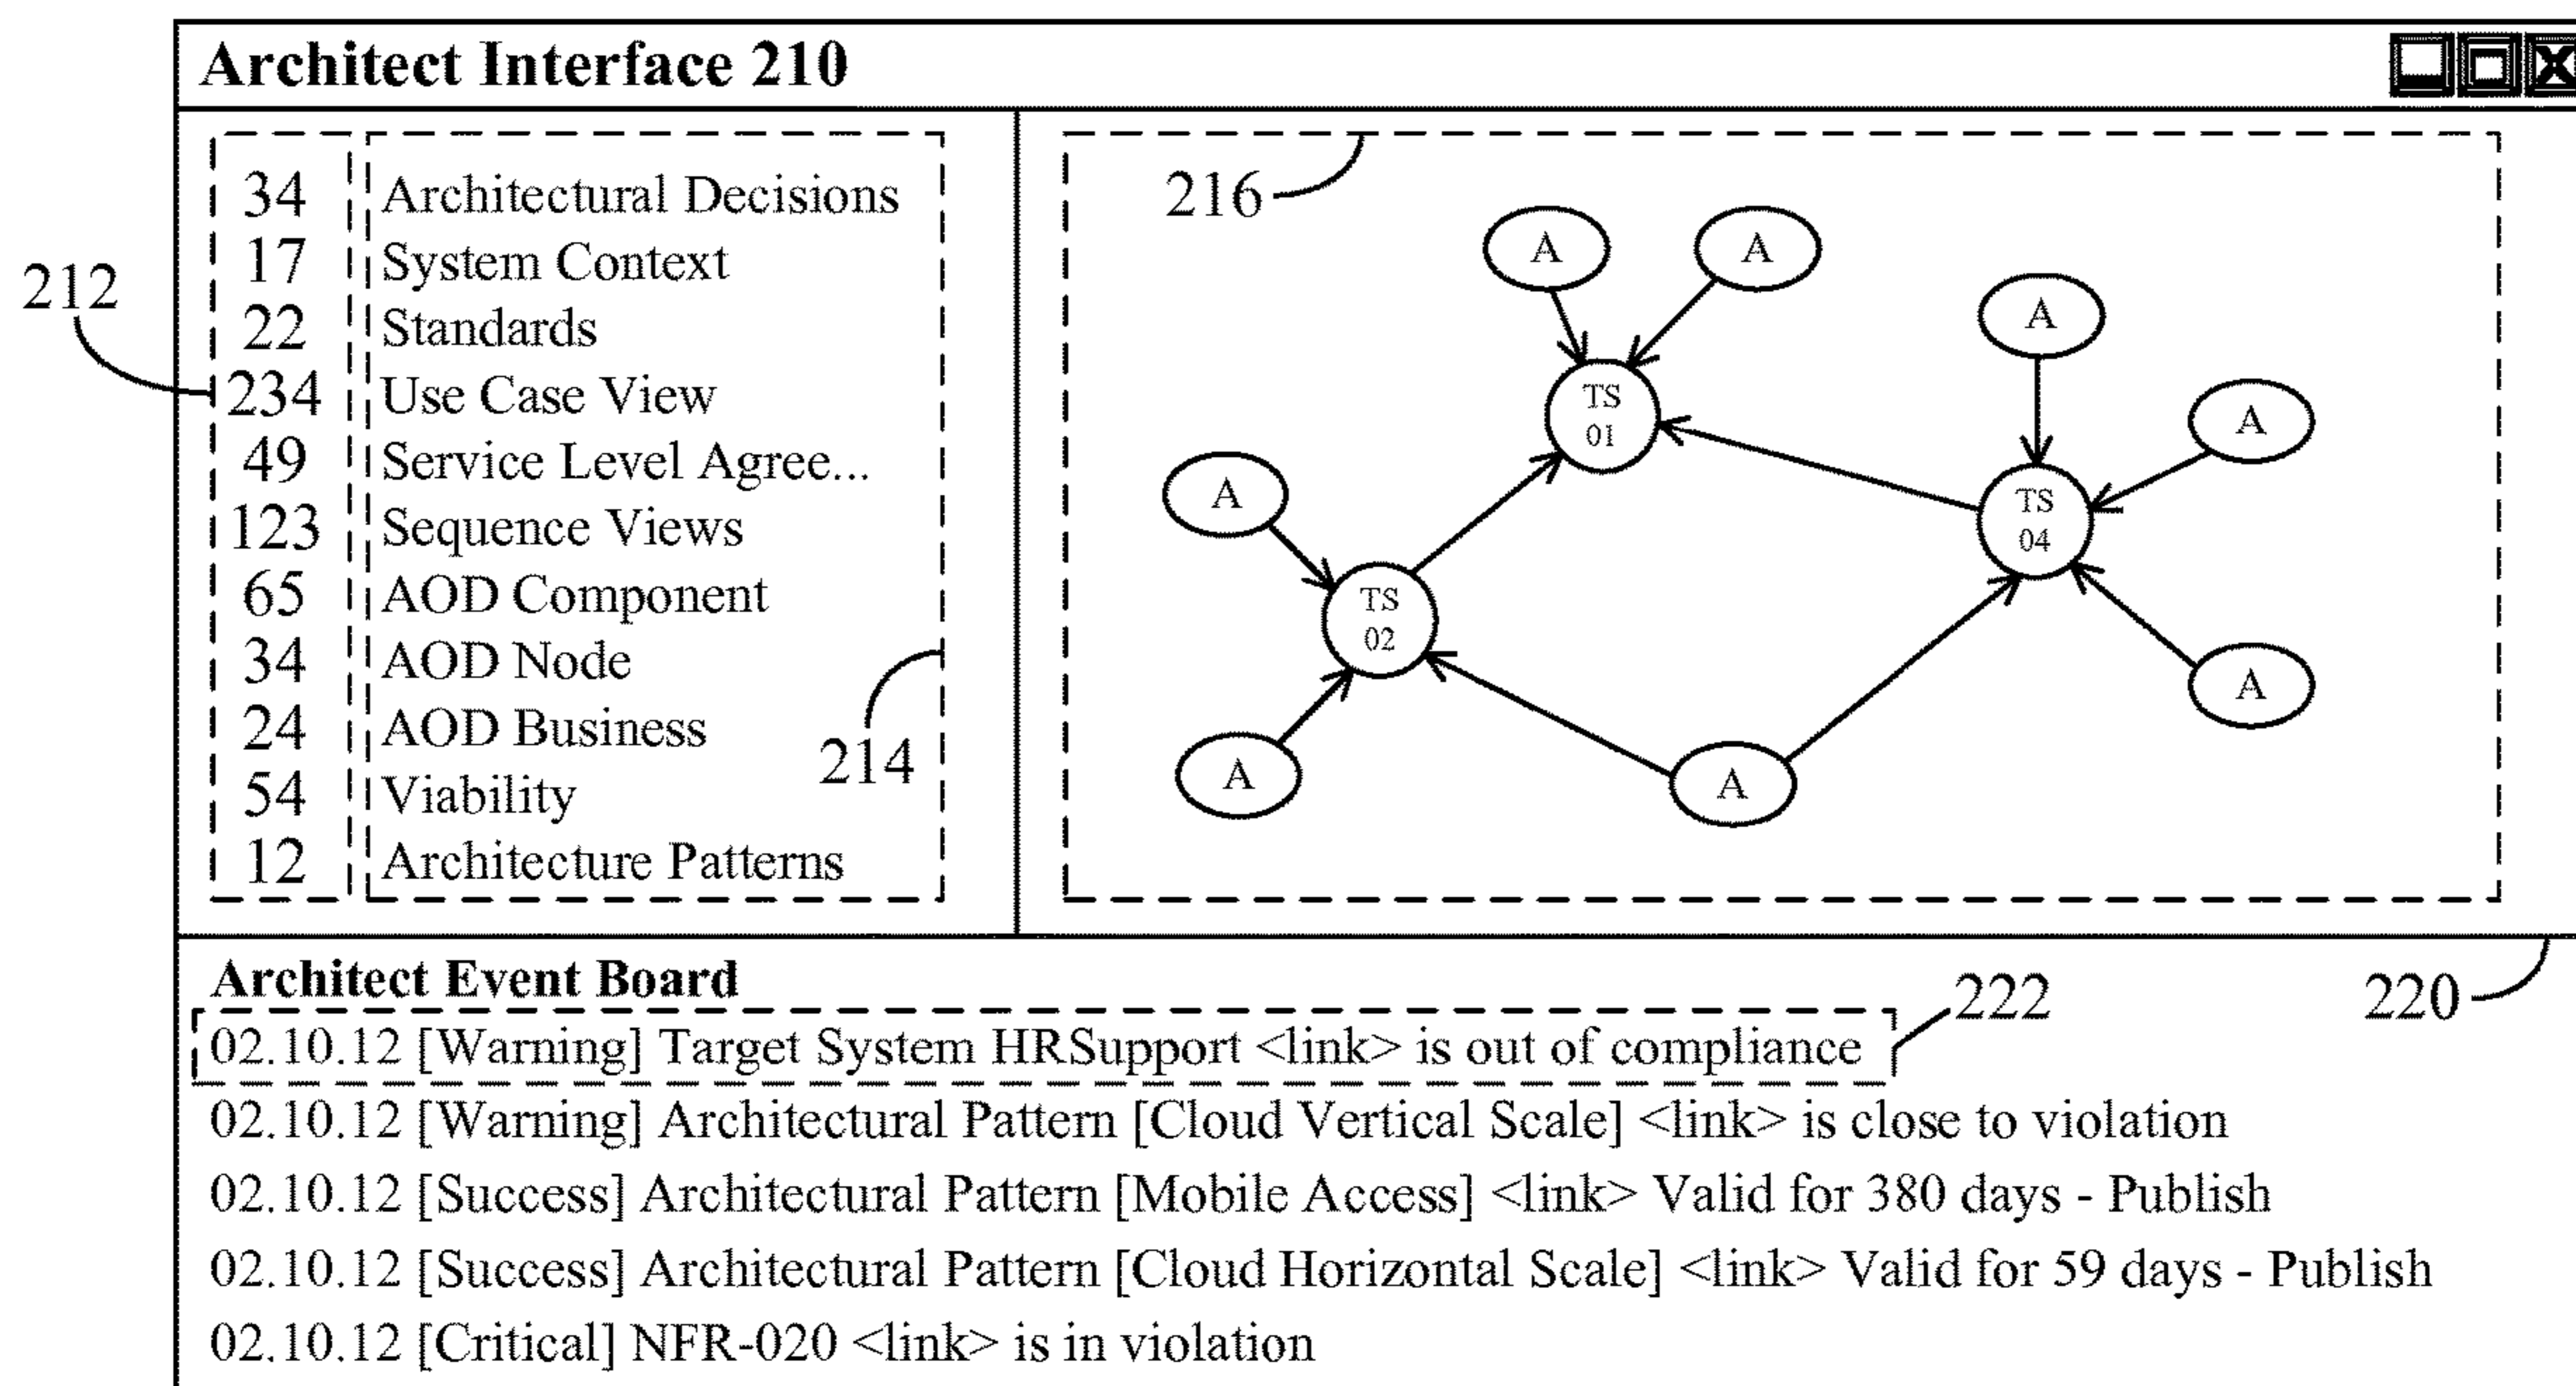 Architect Interface 210
212
34 Architectural Decisions
17 System Context
22 Standards
234 Use Case View
49 Service Level Agree...
123 Sequence Views
65 AOD Component
34 AOD Node
24 AOD Business
54 Viability
12 Architecture Patterns
214
216
A
A
A
A
A
A
A
A
TS
01
TS
04
TS
02
Architect Event Board
220
222
02.10.12 [Warning] Target System HRSupport <link> is out of compliance
02.10.12 [Warning] Architectural Pattern [Cloud Vertical Scale] <link> is close to violation
02.10.12 [Success] Architectural Pattern [Mobile Access] <link> Valid for 380 days - Publish
02.10.12 [Success] Architectural Pattern [Cloud Horizontal Scale] <link> Valid for 59 days - Publish
02.10.12 [Critical] NFR-020 <link> is in violation